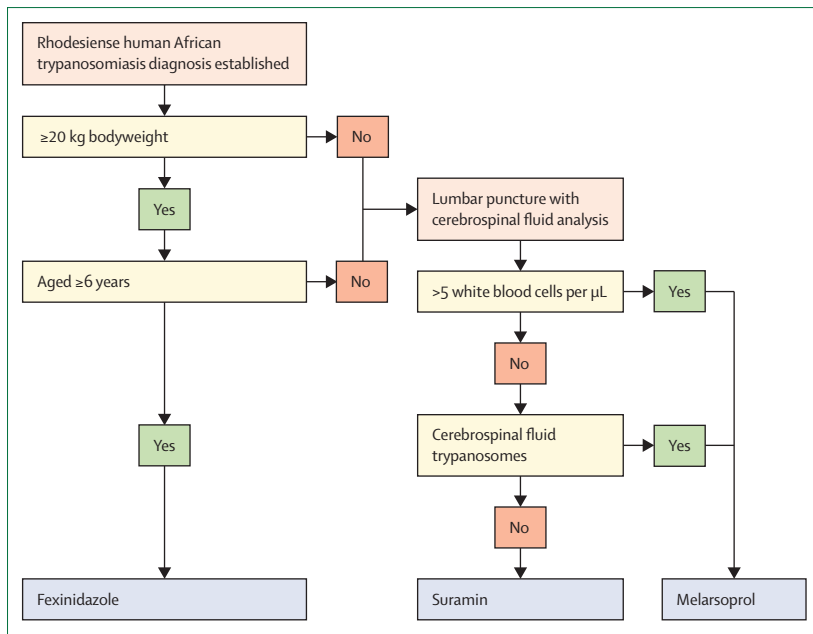 Rhodesiense human African
trypanosomiasis diagnosis established
≥20 kg bodyweight
No
Yes
Lumbar puncture with
cerebrospinal fluid analysis
Aged ≥6 years
No
>5 white blood cells per µL
Yes
No
Yes
Cerebrospinal fluid
trypanosomes
Yes
No
Fexinidazole
Suramin
Melarsoprol